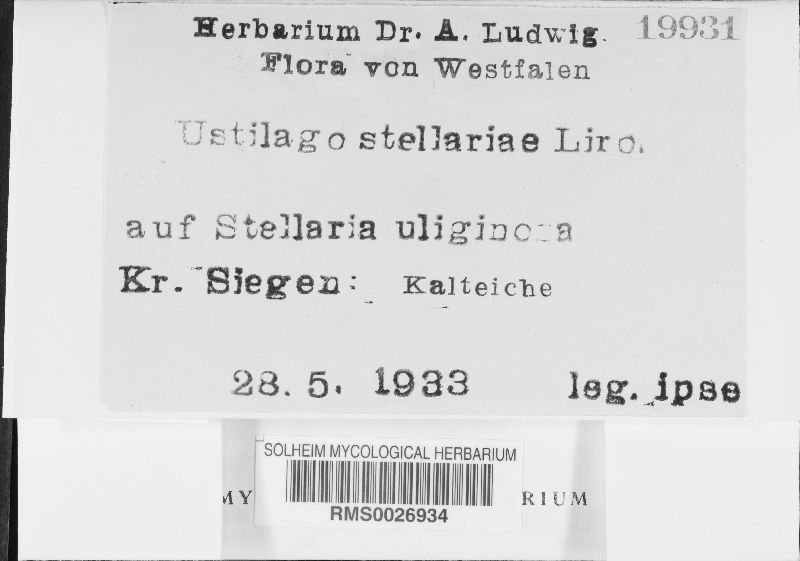 Herbarium Dr. A. Ludwig. 19931
Flora von Westfalen
Ustilago stellariae Liro.
auf Stellaria uliginosa
Kr. Siegen: Kalteiche
28. 5. 1933 leg. ipse
SOLHEIM MYCOLOGICAL HERBARIUM
MY RIUM
RMS0026934